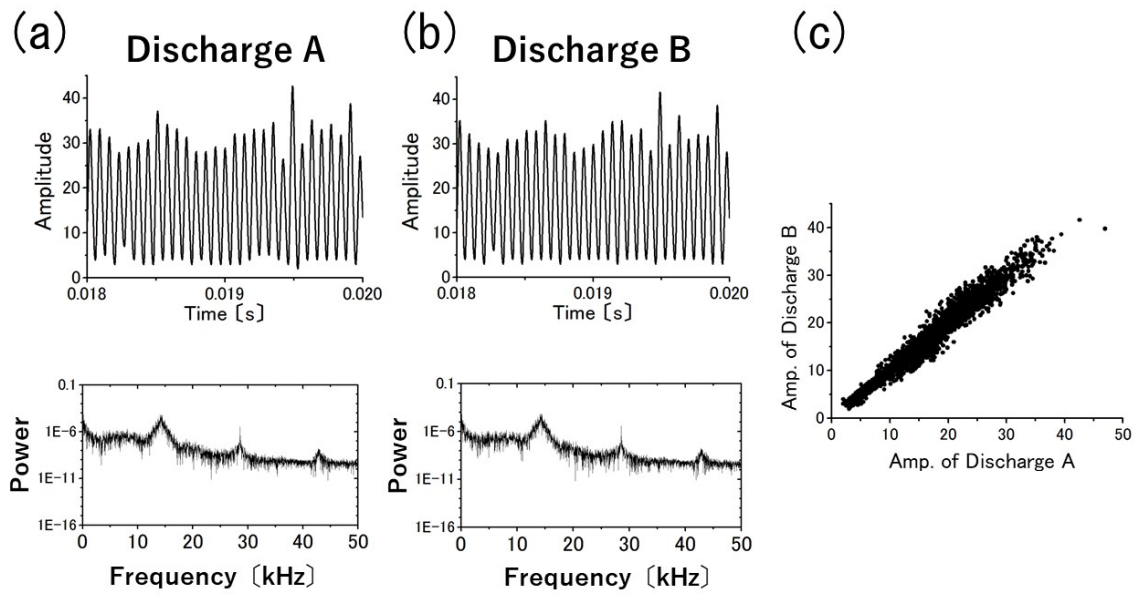 (a)
Discharge A
Amplitude
40
30
20
10
0
0.018
0.019
0.020
Time〔s〕
Power
0.1
1E-6
1E-11
1E-16
0
10
20
30
40
50
Frequency〔kHz〕
(b)
Discharge B
Amplitude
40
30
20
10
0
0.018
0.019
0.020
Time〔s〕
Power
0.1
1E-6
1E-11
1E-16
0
10
20
30
40
50
Frequency〔kHz〕
(c)
Amp. of Discharge B
40
30
20
10
0
0
10
20
30
40
50
Amp. of Discharge A